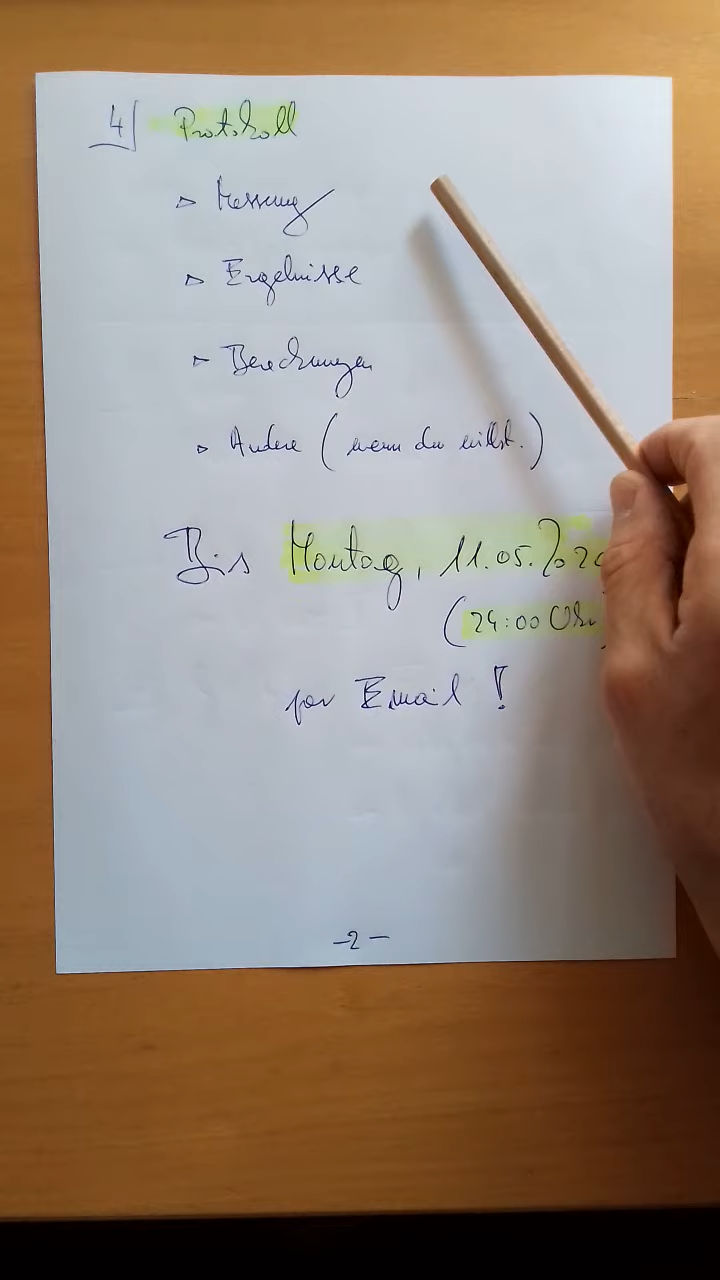 4) Protokoll
▹ Messung
▹ Ergebnisse
▹ Berechnungen
▹ Andere (wenn du willst.)
Bis Montag, 11.05.202
(24:00 Uhr
per Email !
-2-